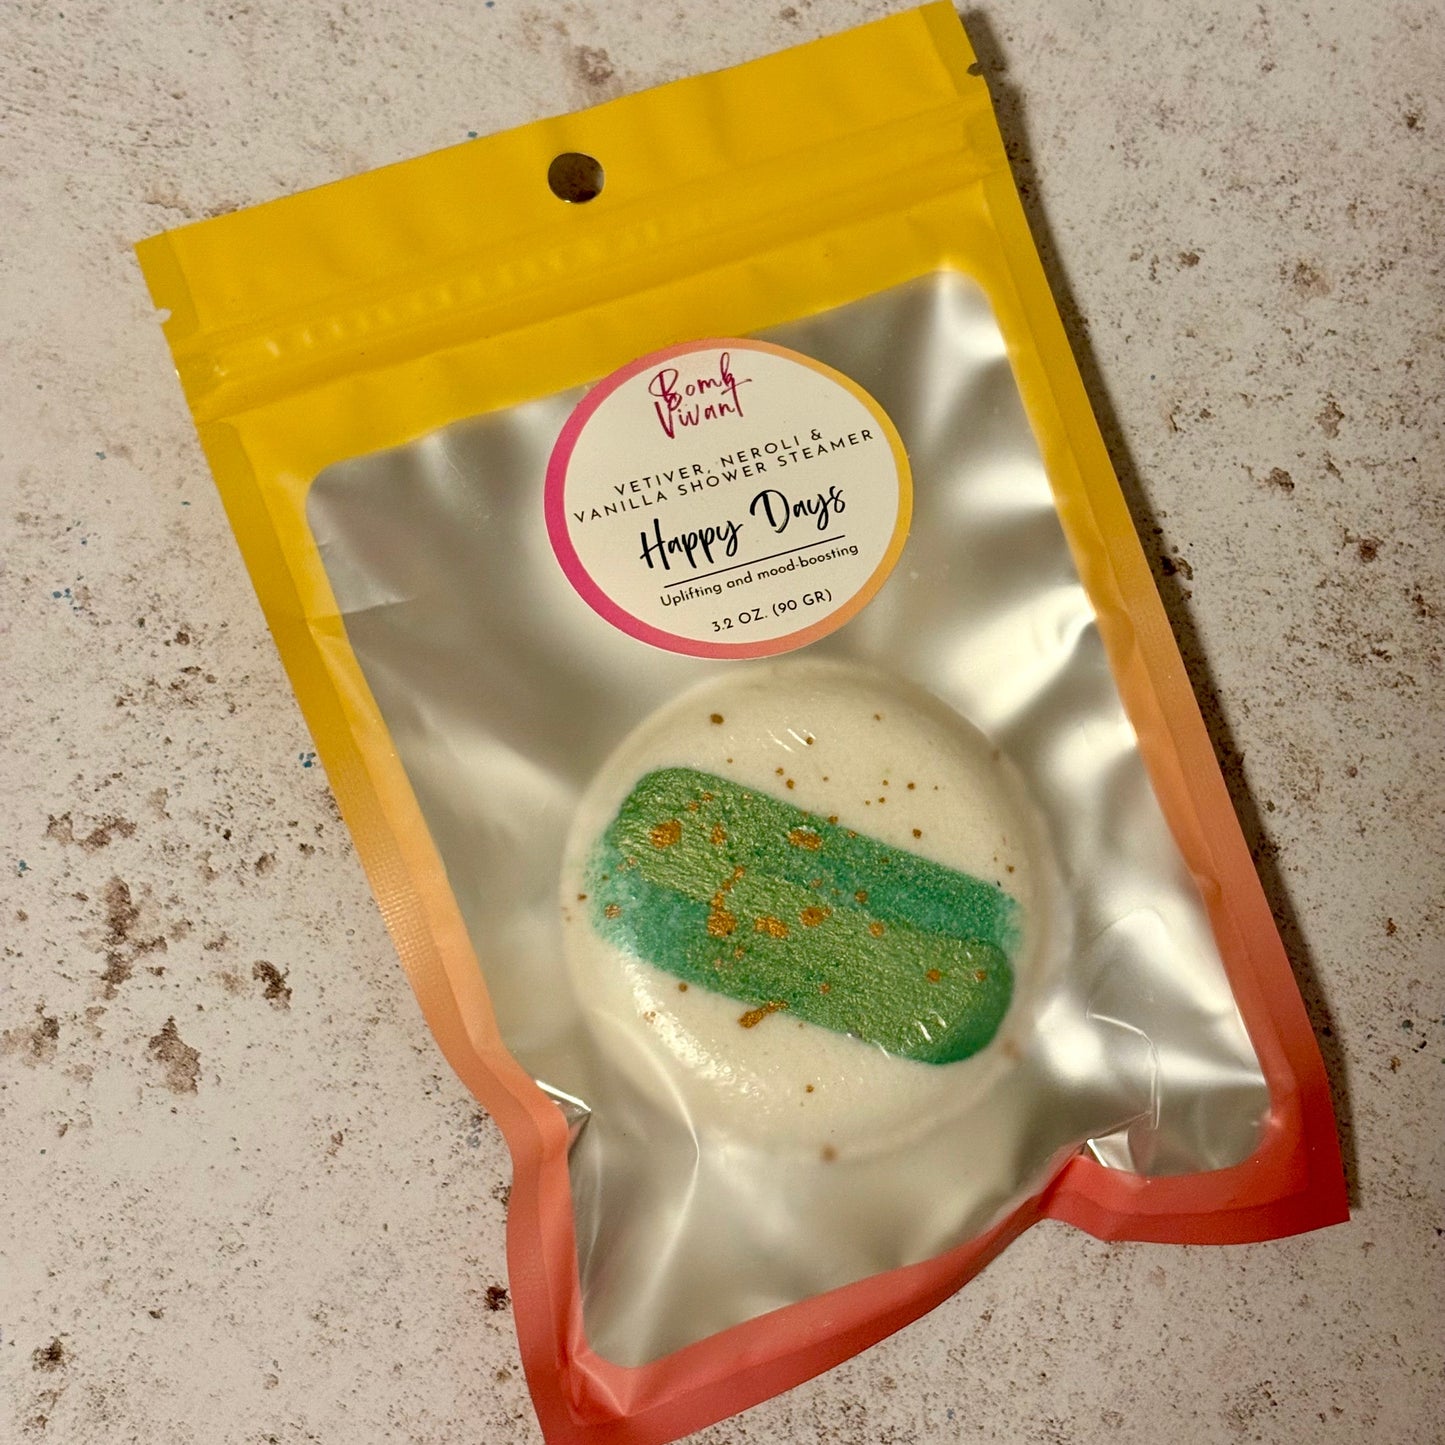 Bomb
Vivant
VETIVER, NEROLI &
VANILLA SHOWER STEAMER
Happy Days
Uplifting and mood-boosting
3.2 OZ. (90 GR)